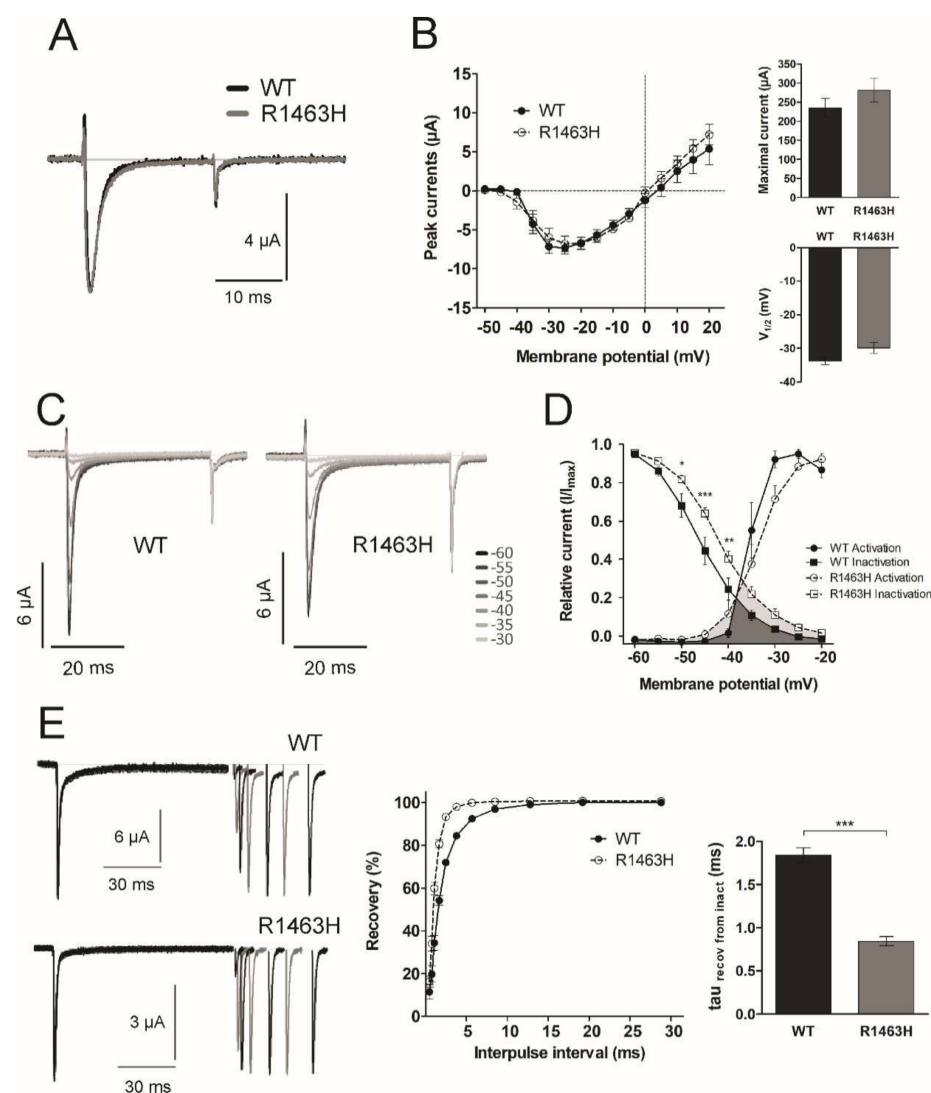 A
WT
R1463H
4 µA
10 ms
B
15
10
5
0
-5
-10
-15
Peak currents (µA)
WT
R1463H
-50 -40 -30 -20 -10 0 10 20
Membrane potential (mV)
350
300
250
200
150
100
50
0
Maximal current (µA)
WT R1463H
WT R1463H
0
-10
-20
-30
-40
V1/2 (mV)
C
WT
6 µA
20 ms
R1463H
6 µA
20 ms
-60
-55
-50
-45
-40
-35
-30
D
1.0
0.8
0.6
0.4
0.2
0.0
Relative current (I/Imax)
*
***
**
WT Activation
WT Inactivation
R1463H Activation
R1463H Inactivation
-60 -50 -40 -30 -20
Membrane potential (mV)
E
WT
6 µA
30 ms
R1463H
3 µA
30 ms
100
80
60
40
20
0
Recovery (%)
WT
R1463H
5 10 15 20 25 30
Interpulse interval (ms)
***
2.0
1.5
1.0
0.5
0.0
tau recov from inact (ms)
WT R1463H